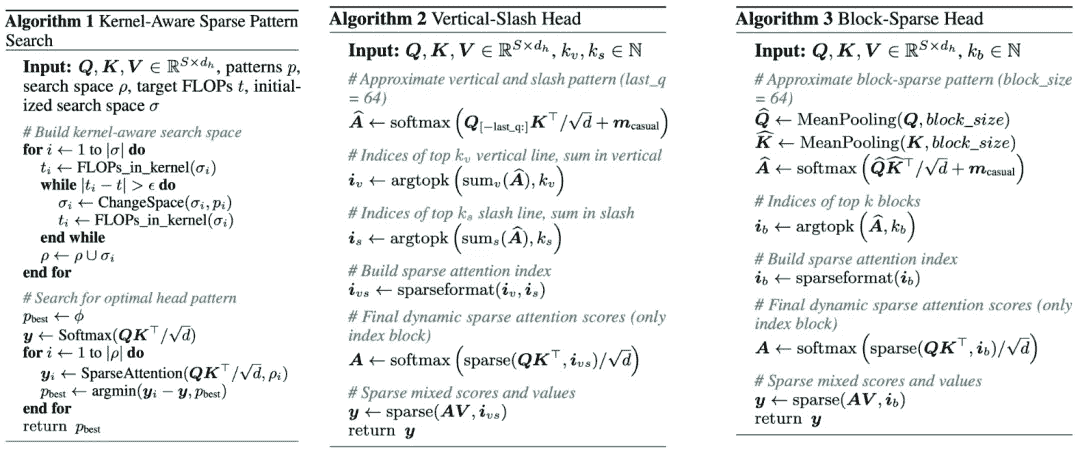 Algorithm 1 Kernel-Aware Sparse Pattern
Search
Input: Q, K, V ∈ ℝ^{S×d_h}, patterns p,
search space ρ, target FLOPs t, initial-
ized search space σ
# Build kernel-aware search space
for i ← 1 to |σ| do
t_i ← FLOPs_in_kernel(σ_i)
while |t_i − t| > ϵ do
σ_i ← ChangeSpace(σ_i, p_i)
t_i ← FLOPs_in_kernel(σ_i)
end while
ρ ← ρ ∪ σ_i
end for
# Search for optimal head pattern
p_best ← ϕ
y ← Softmax(QK^⊤/√d)
for i ← 1 to |ρ| do
y_i ← SparseAttention(QK^⊤/√d, ρ_i)
p_best ← argmin(y_i − y, p_best)
end for
return p_best
Algorithm 2 Vertical-Slash Head
Input: Q, K, V ∈ ℝ^{S×d_h}, k_v, k_s ∈ ℕ
# Approximate vertical and slash pattern (last_q
= 64)
Â ← softmax (Q_{[−last_q:]}K^⊤/√d + m_casual)
# Indices of top k_v vertical line, sum in vertical
i_v ← argtopk (sum_v(Â), k_v)
# Indices of top k_s slash line, sum in slash
i_s ← argtopk (sum_s(Â), k_s)
# Build sparse attention index
i_vs ← sparseformat(i_v, i_s)
# Final dynamic sparse attention scores (only
index block)
A ← softmax (sparse(QK^⊤, i_vs)/√d)
# Sparse mixed scores and values
y ← sparse(AV, i_vs)
return y
Algorithm 3 Block-Sparse Head
Input: Q, K, V ∈ ℝ^{S×d_h}, k_b ∈ ℕ
# Approximate block-sparse pattern (block_size
= 64)
Q̂ ← MeanPooling(Q, block_size)
K̂ ← MeanPooling(K, block_size)
Â ← softmax (Q̂K̂^⊤/√d + m_casual)
# Indices of top k blocks
i_b ← argtopk (Â, k_b)
# Build sparse attention index
i_b ← sparseformat(i_b)
# Final dynamic sparse attention scores (only
index block)
A ← softmax (sparse(QK^⊤, i_b)/√d)
# Sparse mixed scores and values
y ← sparse(AV, i_b)
return y